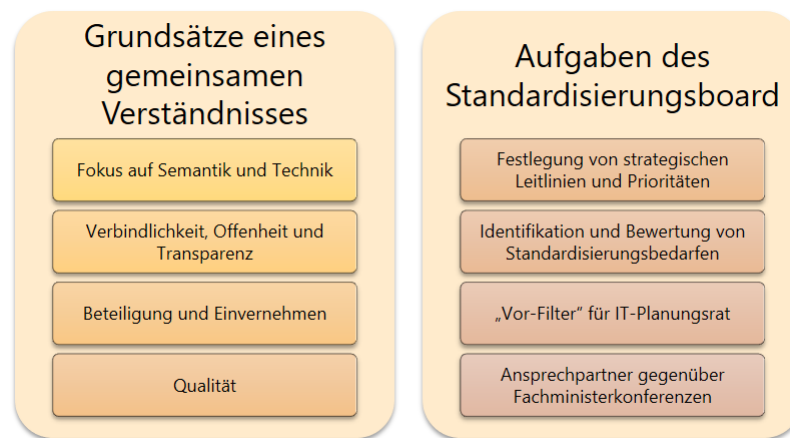 Grundsätze eines
gemeinsamen
Verständnisses
Fokus auf Semantik und Technik
Verbindlichkeit, Offenheit und
Transparenz
Beteiligung und Einvernehmen
Qualität
Aufgaben des
Standardisierungsboard
Festlegung von strategischen
Leitlinien und Prioritäten
Identifikation und Bewertung von
Standardisierungsbedarfen
„Vor-Filter“ für IT-Planungsrat
Ansprechpartner gegenüber
Fachministerkonferenzen